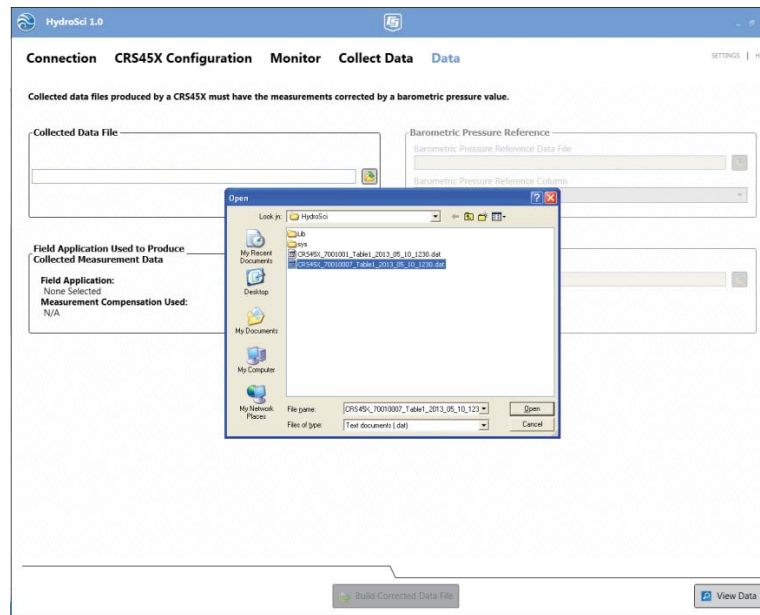 HydroSci 1.0
Connection CRS45X Configuration Monitor Collect Data Data
SETTINGS | H
Collected data files produced by a CRS45X must have the measurements corrected by a barometric pressure value.
Collected Data File
Barometric Pressure Reference
Barometric Pressure Reference Data File
Barometric Pressure Reference Column
Open
Look in: HydroSci
My Recent Documents
Desktop
My Documents
My Computer
My Network Places
Lib
sys
CRS45X_7001001_Table1_2013_05_10_1230.dat
CRS45X_70010007_Table1_2013_05_10_1230.dat
File name: CRS45X_70010007_Table1_2013_05_10_123
Open
Files of type: Text documents (.dat)
Cancel
Field Application Used to Produce
Collected Measurement Data
Field Application:
None Selected
Measurement Compensation Used:
N/A
Build Corrected Data File
View Data